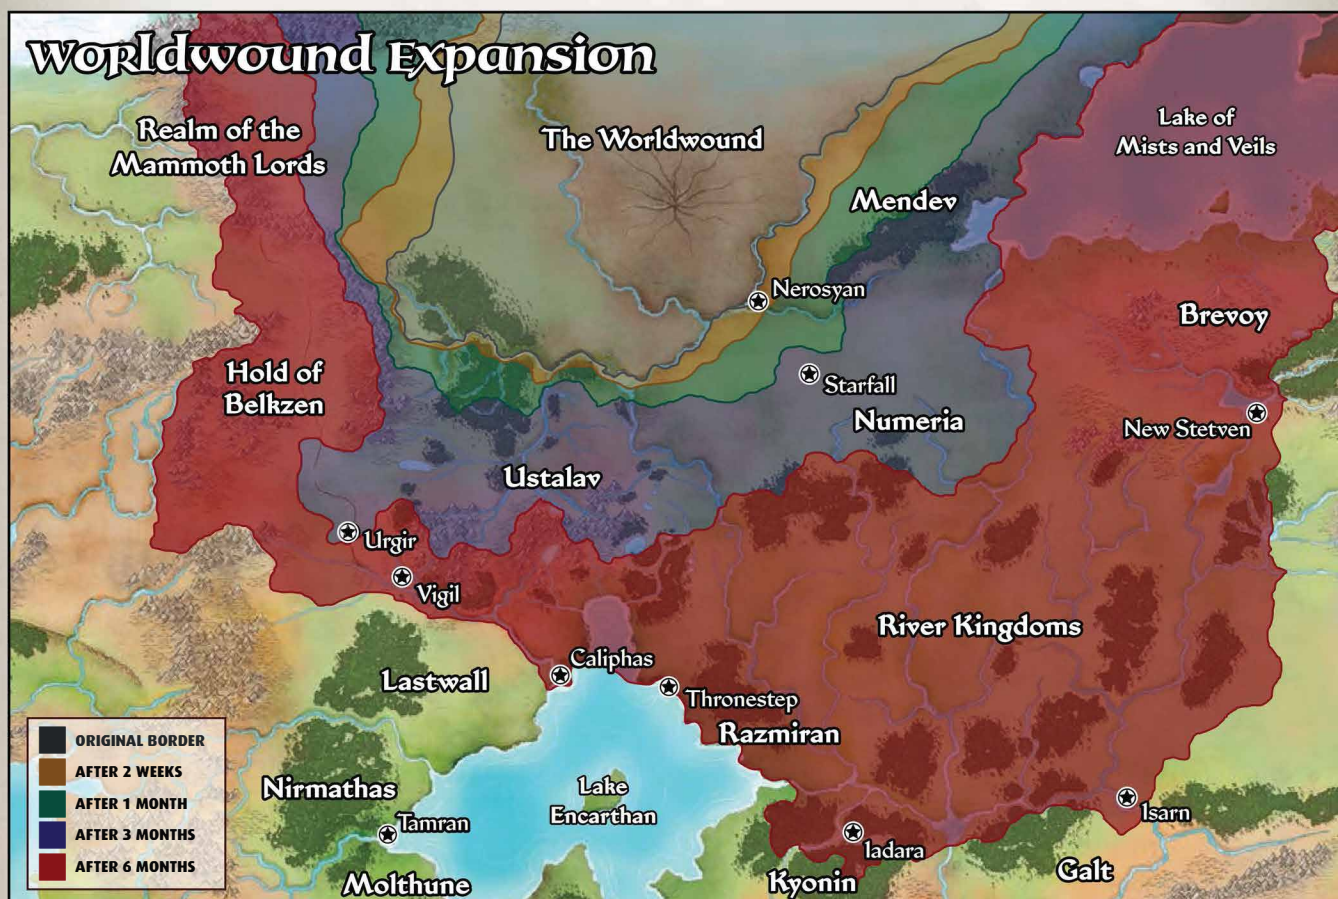 Worldwound Expansion
Realm of the
Mammoth Lords
The Worldwound
Lake of
Mists and Veils
Mendev
Nerosyan
Brevoy
Hold of
Belkzen
Starfall
Numeria
New Stetven
Ustalav
Urgir
Vigil
River Kingdoms
Caliphas
Lastwall
Thronestep
Razmiran
ORIGINAL BORDER
AFTER 2 WEEKS
AFTER 1 MONTH
AFTER 3 MONTHS
AFTER 6 MONTHS
Nirmathas
Tamran
Molthune
Lake
Encarthan
Isarn
Iadara
Kyonin
Galt